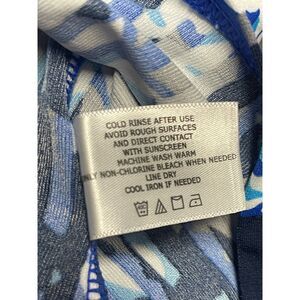 COLD RINSE AFTER USE
AVOID ROUGH SURFACES
AND DIRECT CONTACT
WITH SUNSCREEN
MACHINE WASH WARM
ONLY NON-CHLORINE BLEACH WHEN NEEDED
LINE DRY
COOL IRON IF NEEDED